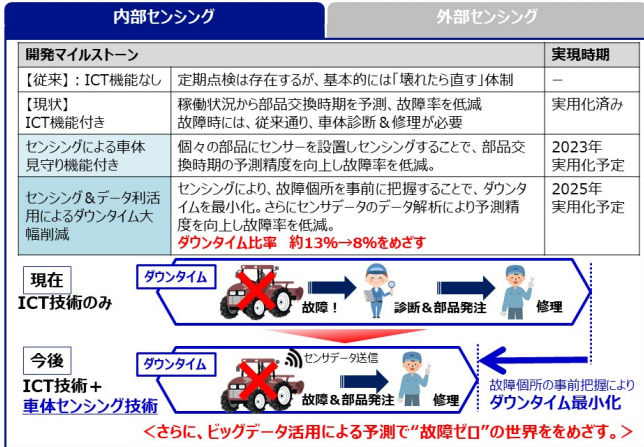 内部センシング
外部センシング
開発マイルストーン
実現時期
【従来】：ICT機能なし
定期点検は存在するが、基本的には「壊れたら直す」体制
－
【現状】
ICT機能付き
稼働状況から部品交換時期を予測、故障率を低減
故障時には、従来通り、車体診断＆修理が必要
実用化済み
センシングによる車体
見守り機能付き
個々の部品にセンサーを設置しセンシングすることで、部品交
換時期の予測精度を向上し故障率を低減。
2023年
実用化予定
センシング＆データ利活
用によるダウンタイム大
幅削減
センシングにより、故障個所を事前に把握することで、ダウンタ
イムを最小化。さらにセンサデータのデータ解析により予測精
度を向上し故障率を低減。
ダウンタイム比率　約13%→8%をめざす
2025年
実用化予定
現在
ICT技術のみ
ダウンタイム
故障！
診断＆部品発注
修理
今後
ICT技術＋
車体センシング技術
ダウンタイム
センサデータ送信
故障＆部品発注
修理
故障個所の事前把握により
ダウンタイム最小化
＜さらに、ビッグデータ活用による予測で“故障ゼロ”の世界ををめざす。＞